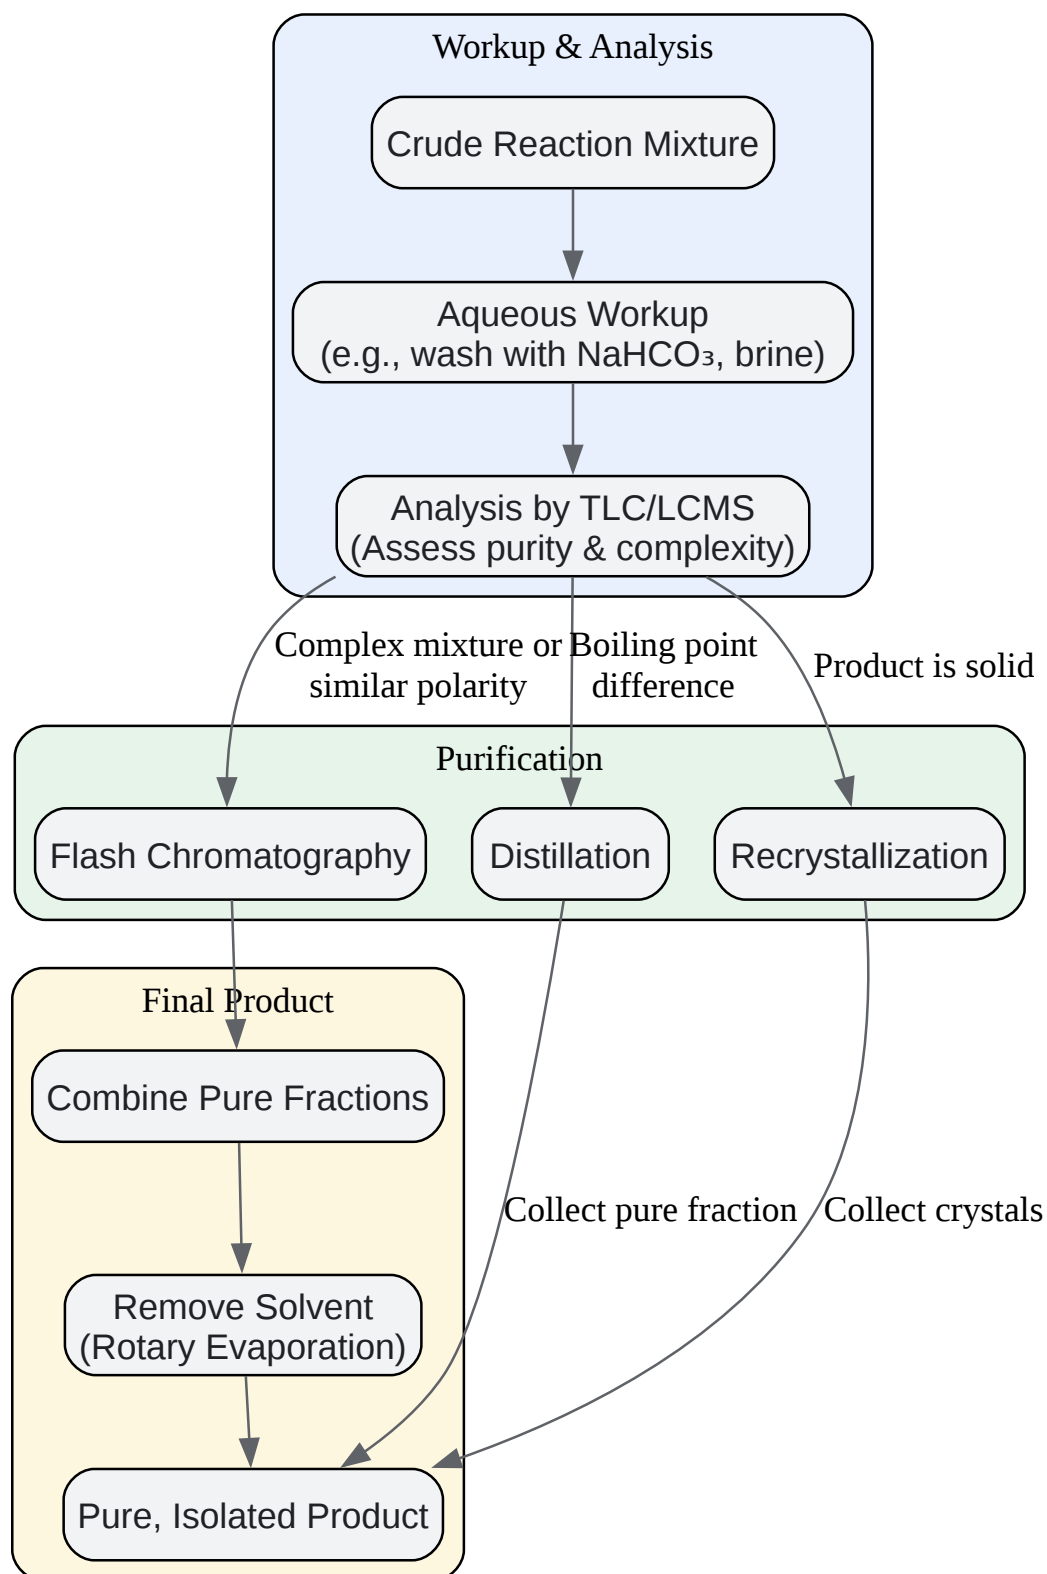 Workup & Analysis
Crude Reaction Mixture
Aqueous Workup
(e.g., wash with NaHCO₃, brine)
Analysis by TLC/LCMS
(Assess purity & complexity)
Complex mixture or
similar polarity
Boiling point
difference
Product is solid
Purification
Flash Chromatography
Distillation
Recrystallization
Final Product
Combine Pure Fractions
Collect pure fraction
Collect crystals
Remove Solvent
(Rotary Evaporation)
Pure, Isolated Product